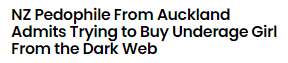 NZ Pedophile From Auckland
Admits Trying to Buy Underage Girl
From the Dark Web